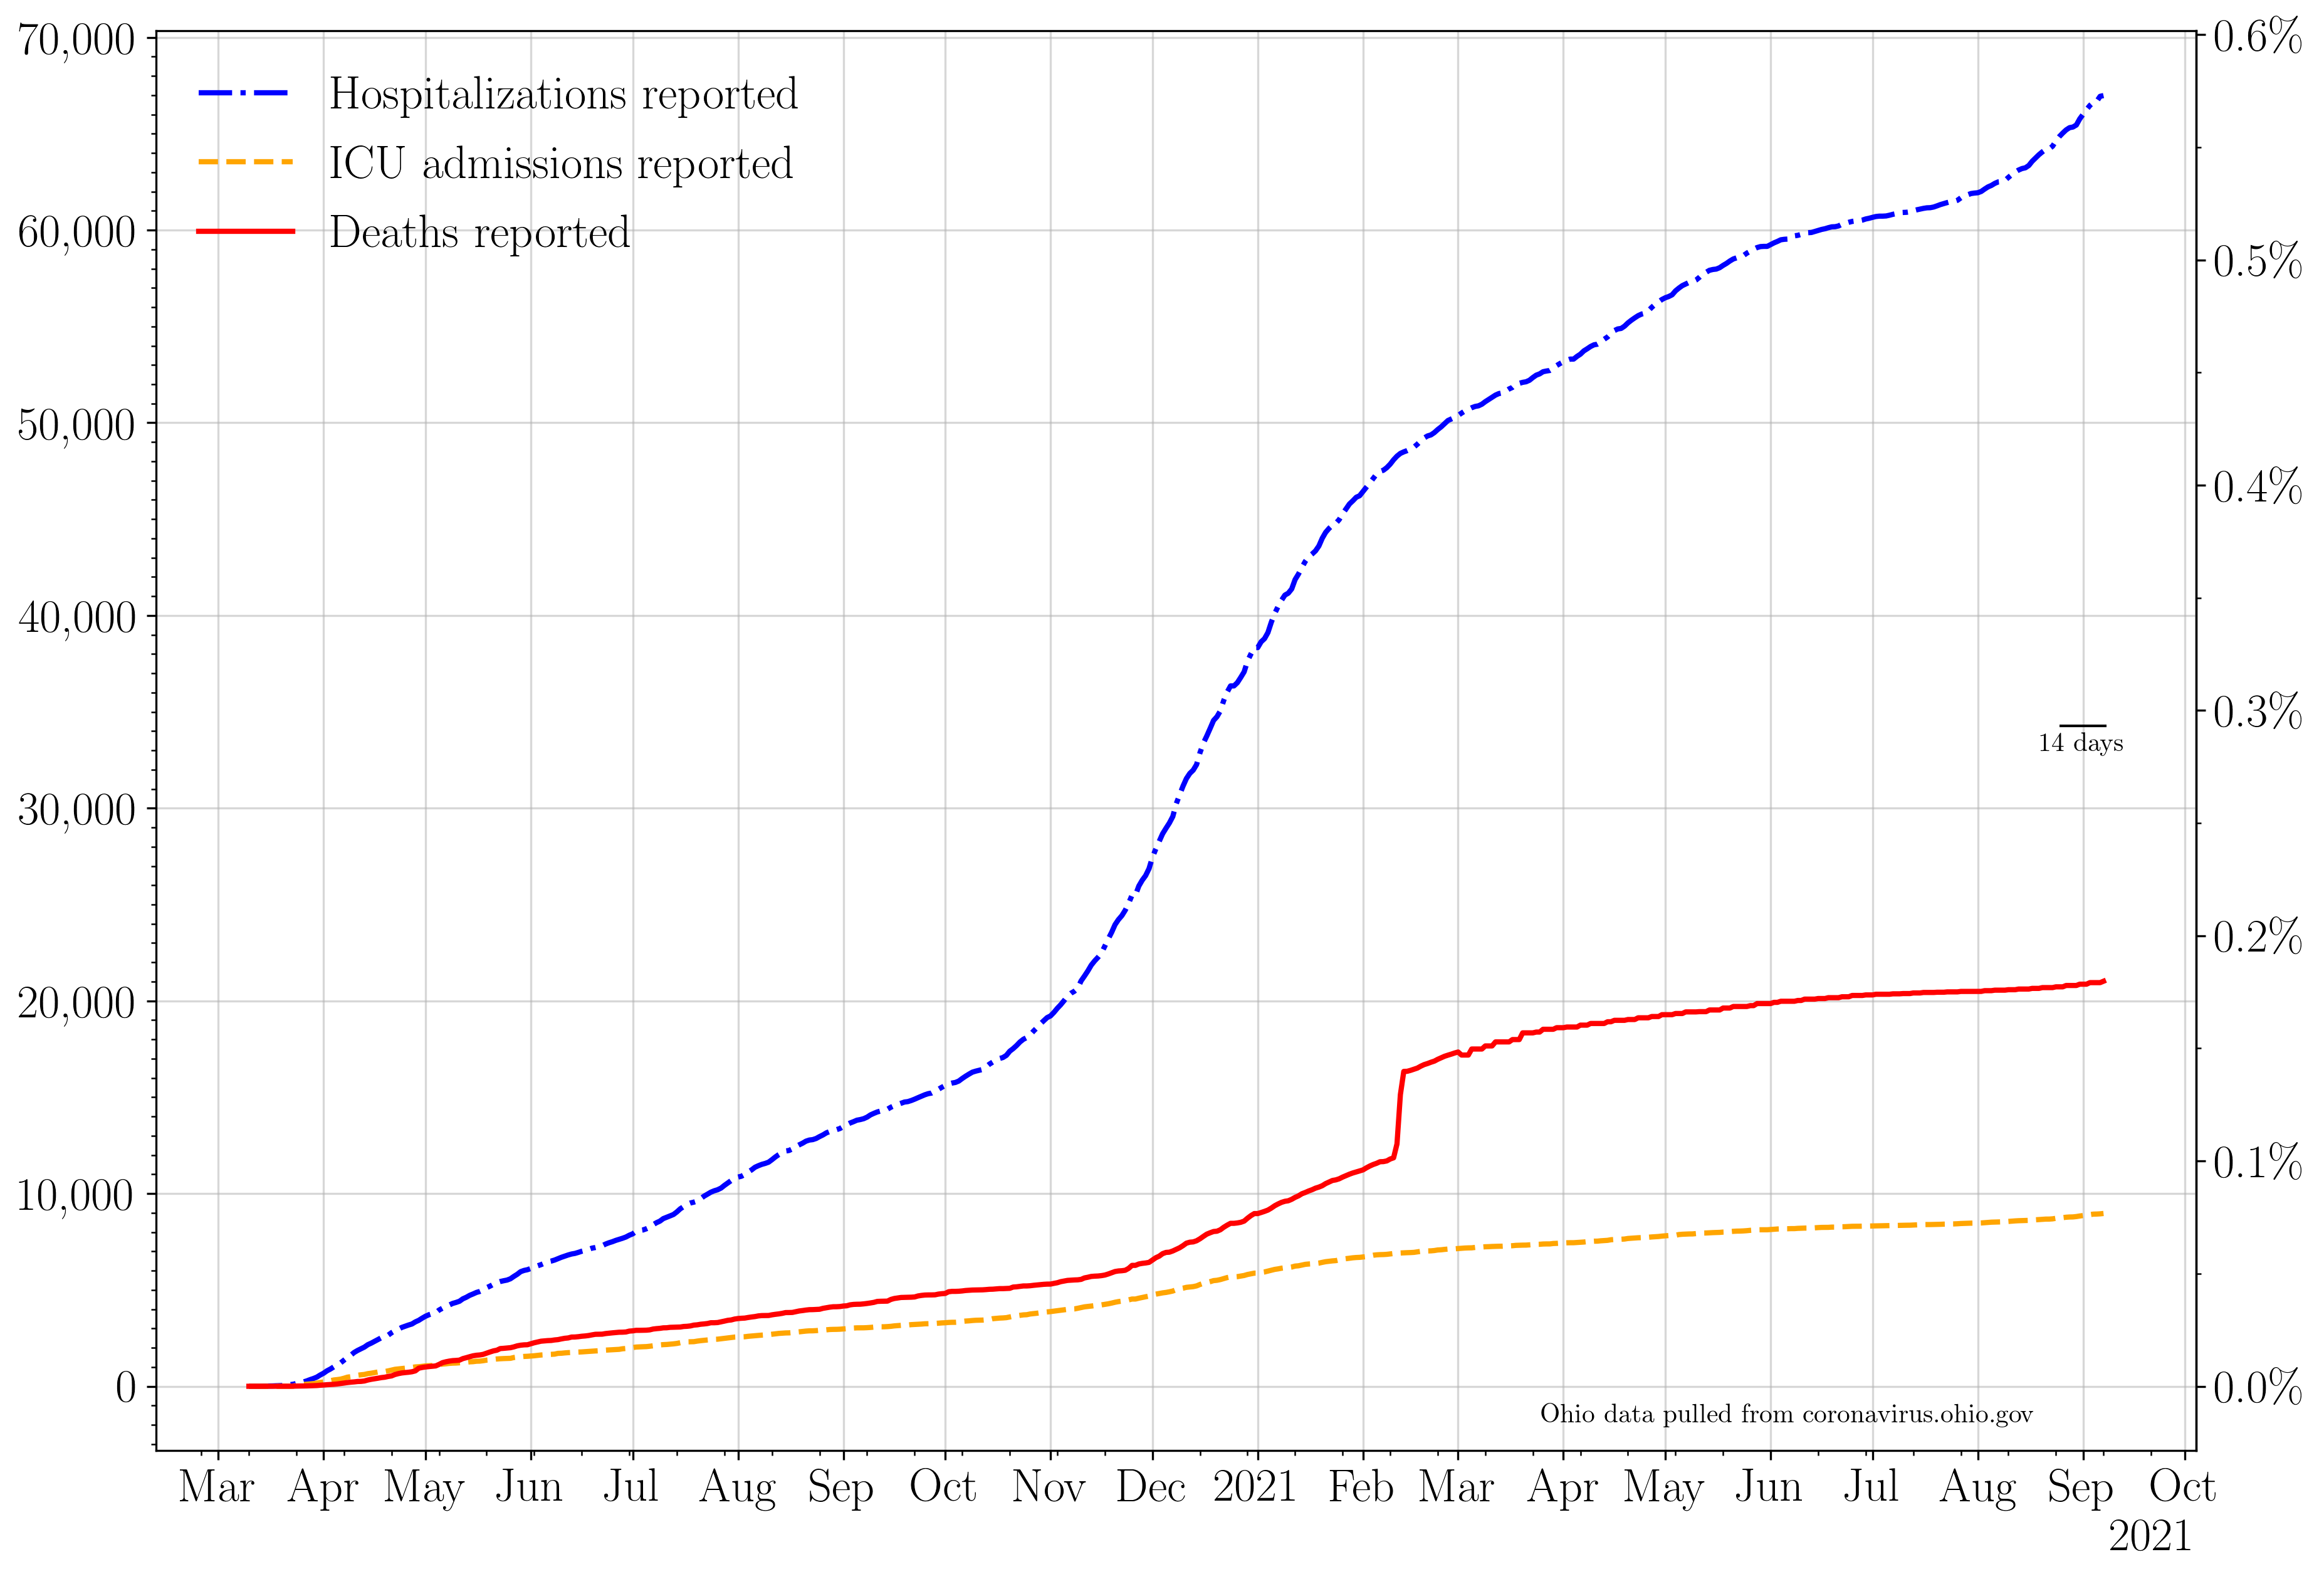 70,000
60,000
50,000
40,000
30,000
20,000
10,000
0
Hospitalizations reported
ICU admissions reported
Deaths reported
0.6%
0.5%
0.4%
0.3%
0.2%
0.1%
0.0%
14 days
Ohio data pulled from coronavirus.ohio.gov
Mar Apr May Jun Jul Aug Sep Oct Nov Dec 2021 Feb Mar Apr May Jun Jul Aug Sep Oct
2021